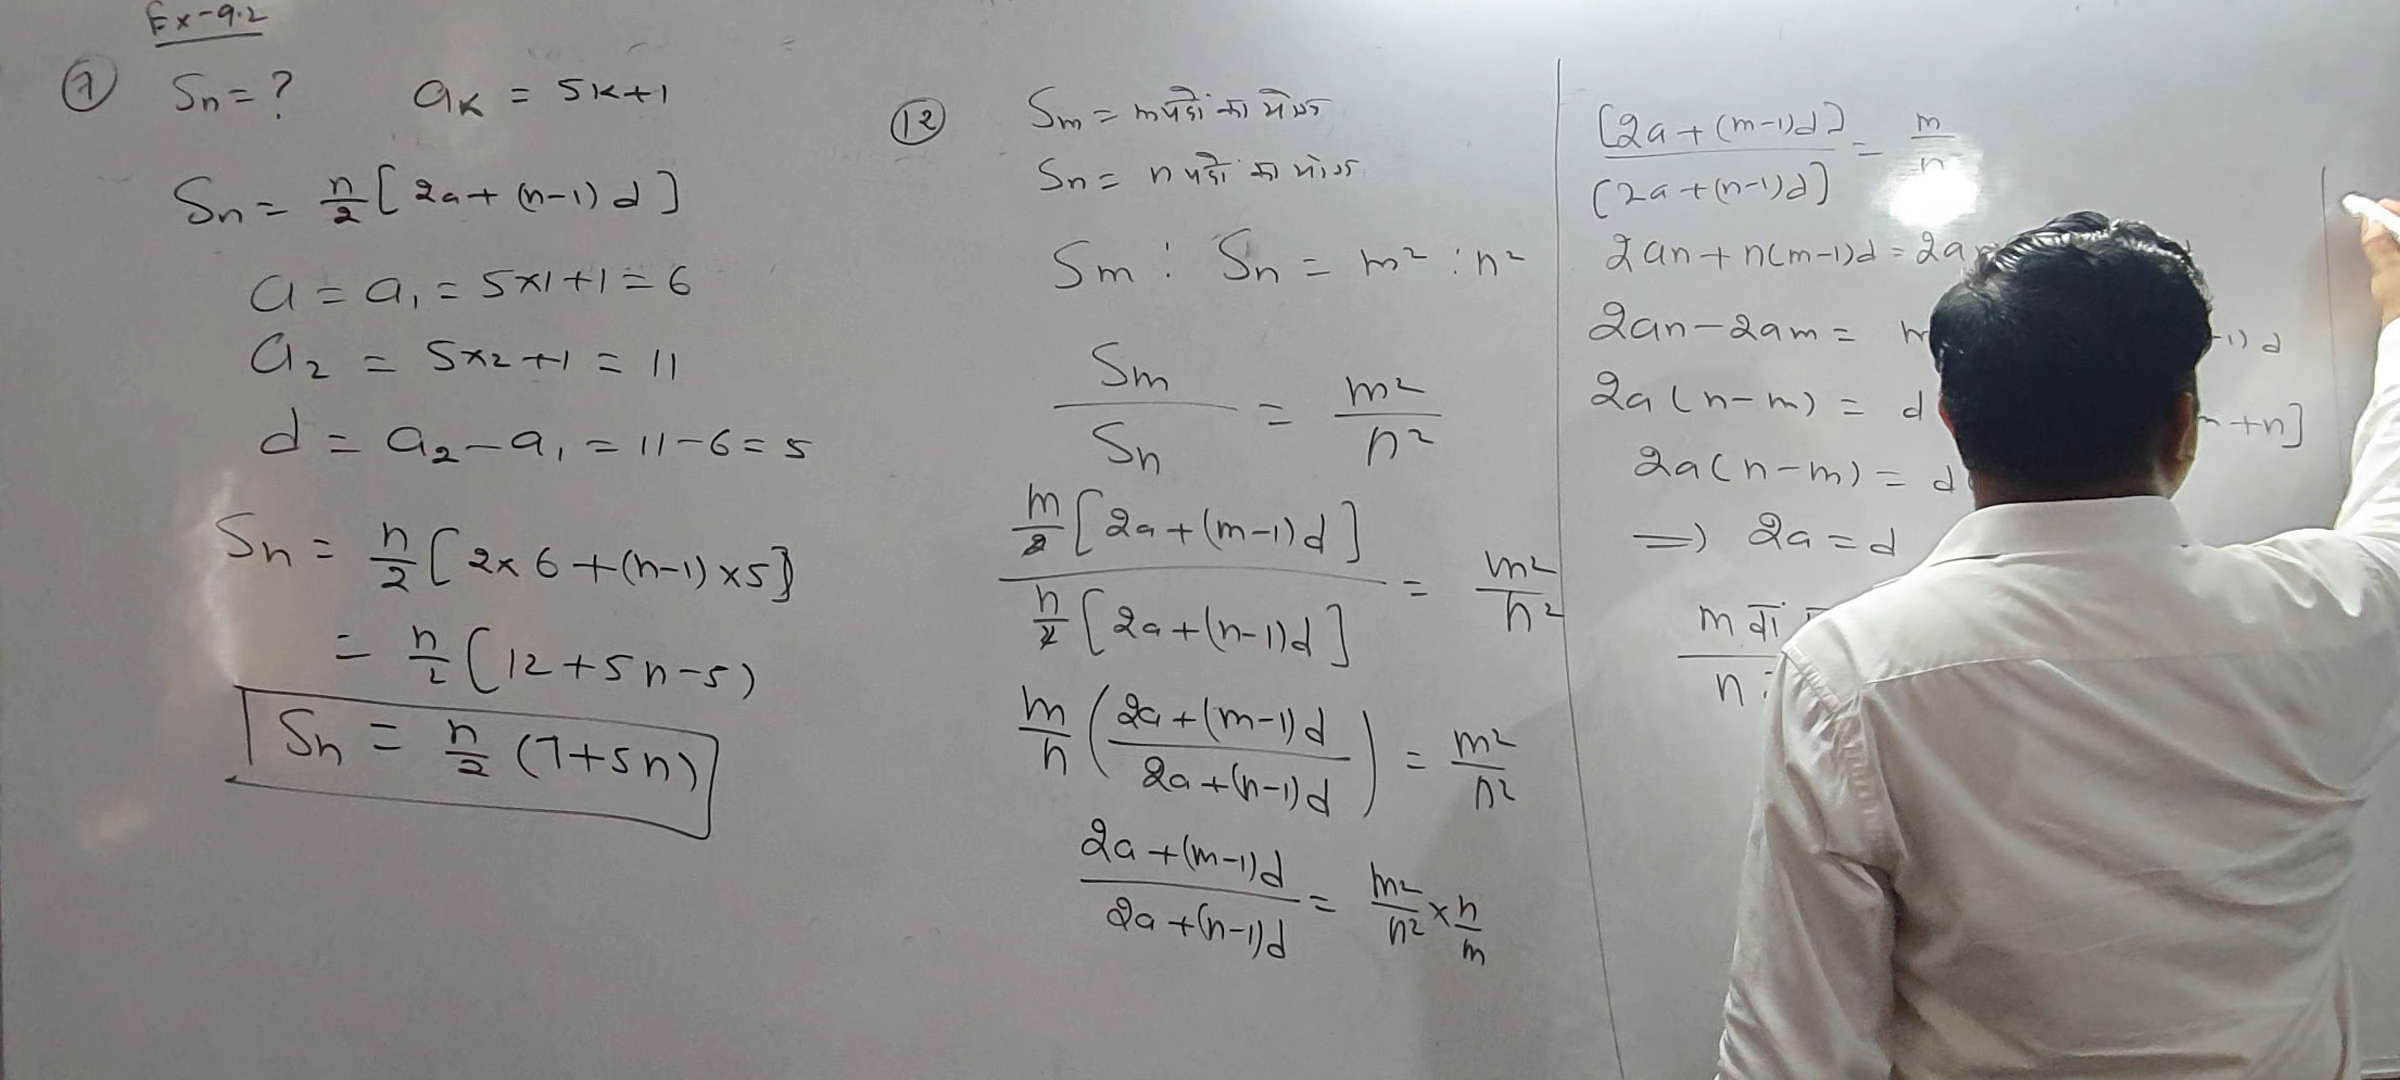 Ex-9.2
⑦ Sn = ? aK = 5K+1
Sn = n/2 [2a + (n-1)d]
a = a₁ = 5×1+1 = 6
a₂ = 5×2+1 = 11
d = a₂-a₁ = 11-6 = 5
Sn = n/2 [2×6+(n-1)×5]
= n/2 (12+5n-5)
Sn = n/2 (7+5n)
⑫ Sm = m पदों का योग
Sn = n पदों का योग
Sm : Sn = m² : n²
Sm/Sn = m²/n²
m/2 [2a+(m-1)d] / n/2 [2a+(n-1)d] = m²/n²
m/n (2a+(m-1)d / 2a+(n-1)d) = m²/n²
2a+(m-1)d / 2a+(n-1)d = m²/n² × n/m
[2a+(m-1)d] / [2a+(n-1)d] = m/n
2an+n(m-1)d = 2a
2an-2am = -1)d
2a(n-m) = d +n]
2a(n-m) = d
⇒ 2a = d
m वां
n